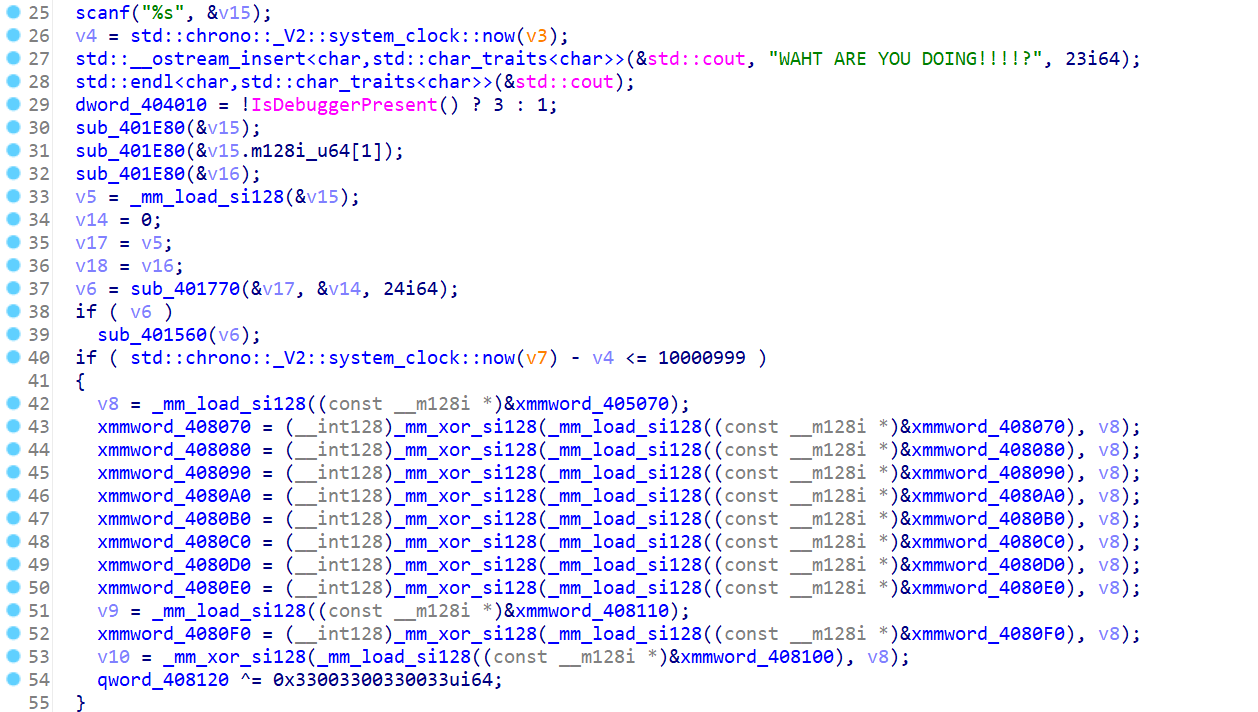 25 scanf("%s", &v15);
26 v4 = std::chrono::_V2::system_clock::now(v3);
27 std::__ostream_insert<char,std::char_traits<char>>(&std::cout, "WAHT ARE YOU DOING!!!!?", 23i64);
28 std::endl<char,std::char_traits<char>>(&std::cout);
29 dword_404010 = !IsDebuggerPresent() ? 3 : 1;
30 sub_401E80(&v15);
31 sub_401E80(&v15.m128i_u64[1]);
32 sub_401E80(&v16);
33 v5 = _mm_load_si128(&v15);
34 v14 = 0;
35 v17 = v5;
36 v18 = v16;
37 v6 = sub_401770(&v17, &v14, 24i64);
38 if ( v6 )
39 sub_401560(v6);
40 if ( std::chrono::_V2::system_clock::now(v7) - v4 <= 10000999 )
41 {
42 v8 = _mm_load_si128((const __m128i *)&xmmword_405070);
43 xmmword_408070 = (__int128)_mm_xor_si128(_mm_load_si128((const __m128i *)&xmmword_408070), v8);
44 xmmword_408080 = (__int128)_mm_xor_si128(_mm_load_si128((const __m128i *)&xmmword_408080), v8);
45 xmmword_408090 = (__int128)_mm_xor_si128(_mm_load_si128((const __m128i *)&xmmword_408090), v8);
46 xmmword_4080A0 = (__int128)_mm_xor_si128(_mm_load_si128((const __m128i *)&xmmword_4080A0), v8);
47 xmmword_4080B0 = (__int128)_mm_xor_si128(_mm_load_si128((const __m128i *)&xmmword_4080B0), v8);
48 xmmword_4080C0 = (__int128)_mm_xor_si128(_mm_load_si128((const __m128i *)&xmmword_4080C0), v8);
49 xmmword_4080D0 = (__int128)_mm_xor_si128(_mm_load_si128((const __m128i *)&xmmword_4080D0), v8);
50 xmmword_4080E0 = (__int128)_mm_xor_si128(_mm_load_si128((const __m128i *)&xmmword_4080E0), v8);
51 v9 = _mm_load_si128((const __m128i *)&xmmword_408110);
52 xmmword_4080F0 = (__int128)_mm_xor_si128(_mm_load_si128((const __m128i *)&xmmword_4080F0), v8);
53 v10 = _mm_xor_si128(_mm_load_si128((const __m128i *)&xmmword_408100), v8);
54 qword_408120 ^= 0x33003300330033ui64;
55 }